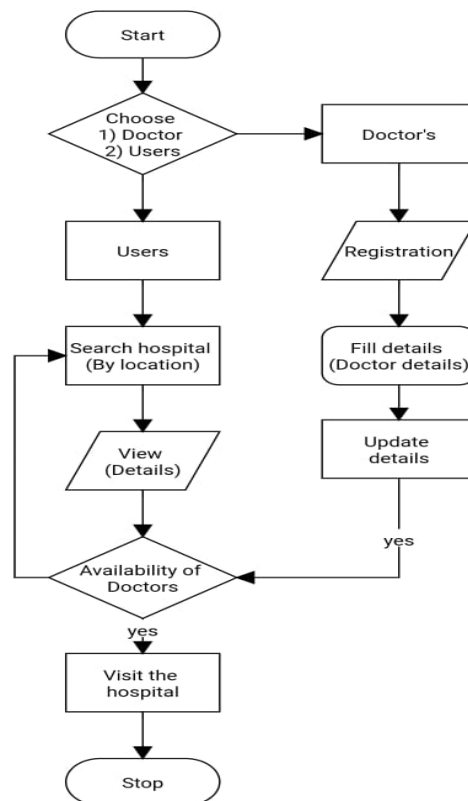 Start
Choose
1) Doctor
2) Users
Doctor's
Users
Registration
Search hospital
(By location)
Fill details
(Doctor details)
View
(Details)
Update
details
yes
Availability of
Doctors
yes
Visit the
hospital
Stop